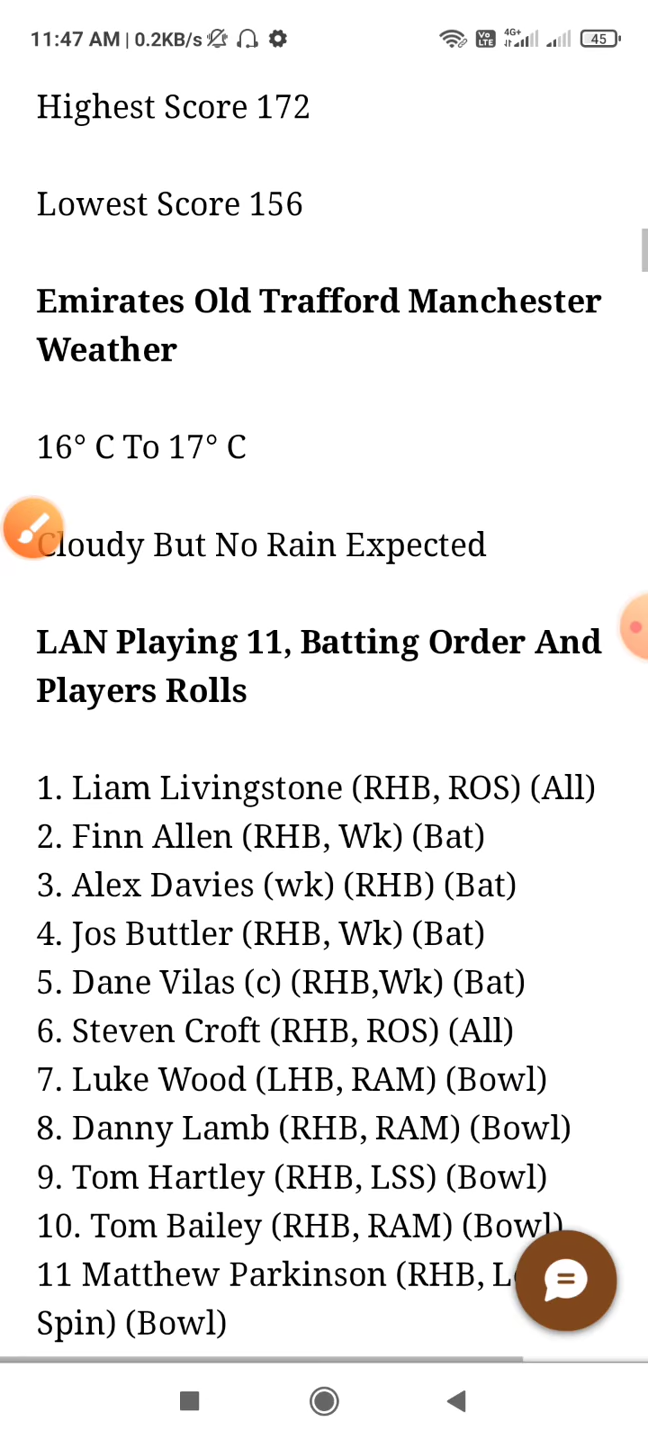 11:47 AM | 0.2KB/s
Vo LTE 4G+ 45
Highest Score 172
Lowest Score 156
Emirates Old Trafford Manchester
Weather
16° C To 17° C
Cloudy But No Rain Expected
LAN Playing 11, Batting Order And
Players Rolls
1. Liam Livingstone (RHB, ROS) (All)
2. Finn Allen (RHB, Wk) (Bat)
3. Alex Davies (wk) (RHB) (Bat)
4. Jos Buttler (RHB, Wk) (Bat)
5. Dane Vilas (c) (RHB,Wk) (Bat)
6. Steven Croft (RHB, ROS) (All)
7. Luke Wood (LHB, RAM) (Bowl)
8. Danny Lamb (RHB, RAM) (Bowl)
9. Tom Hartley (RHB, LSS) (Bowl)
10. Tom Bailey (RHB, RAM) (Bowl)
11 Matthew Parkinson (RHB,
Spin) (Bowl)